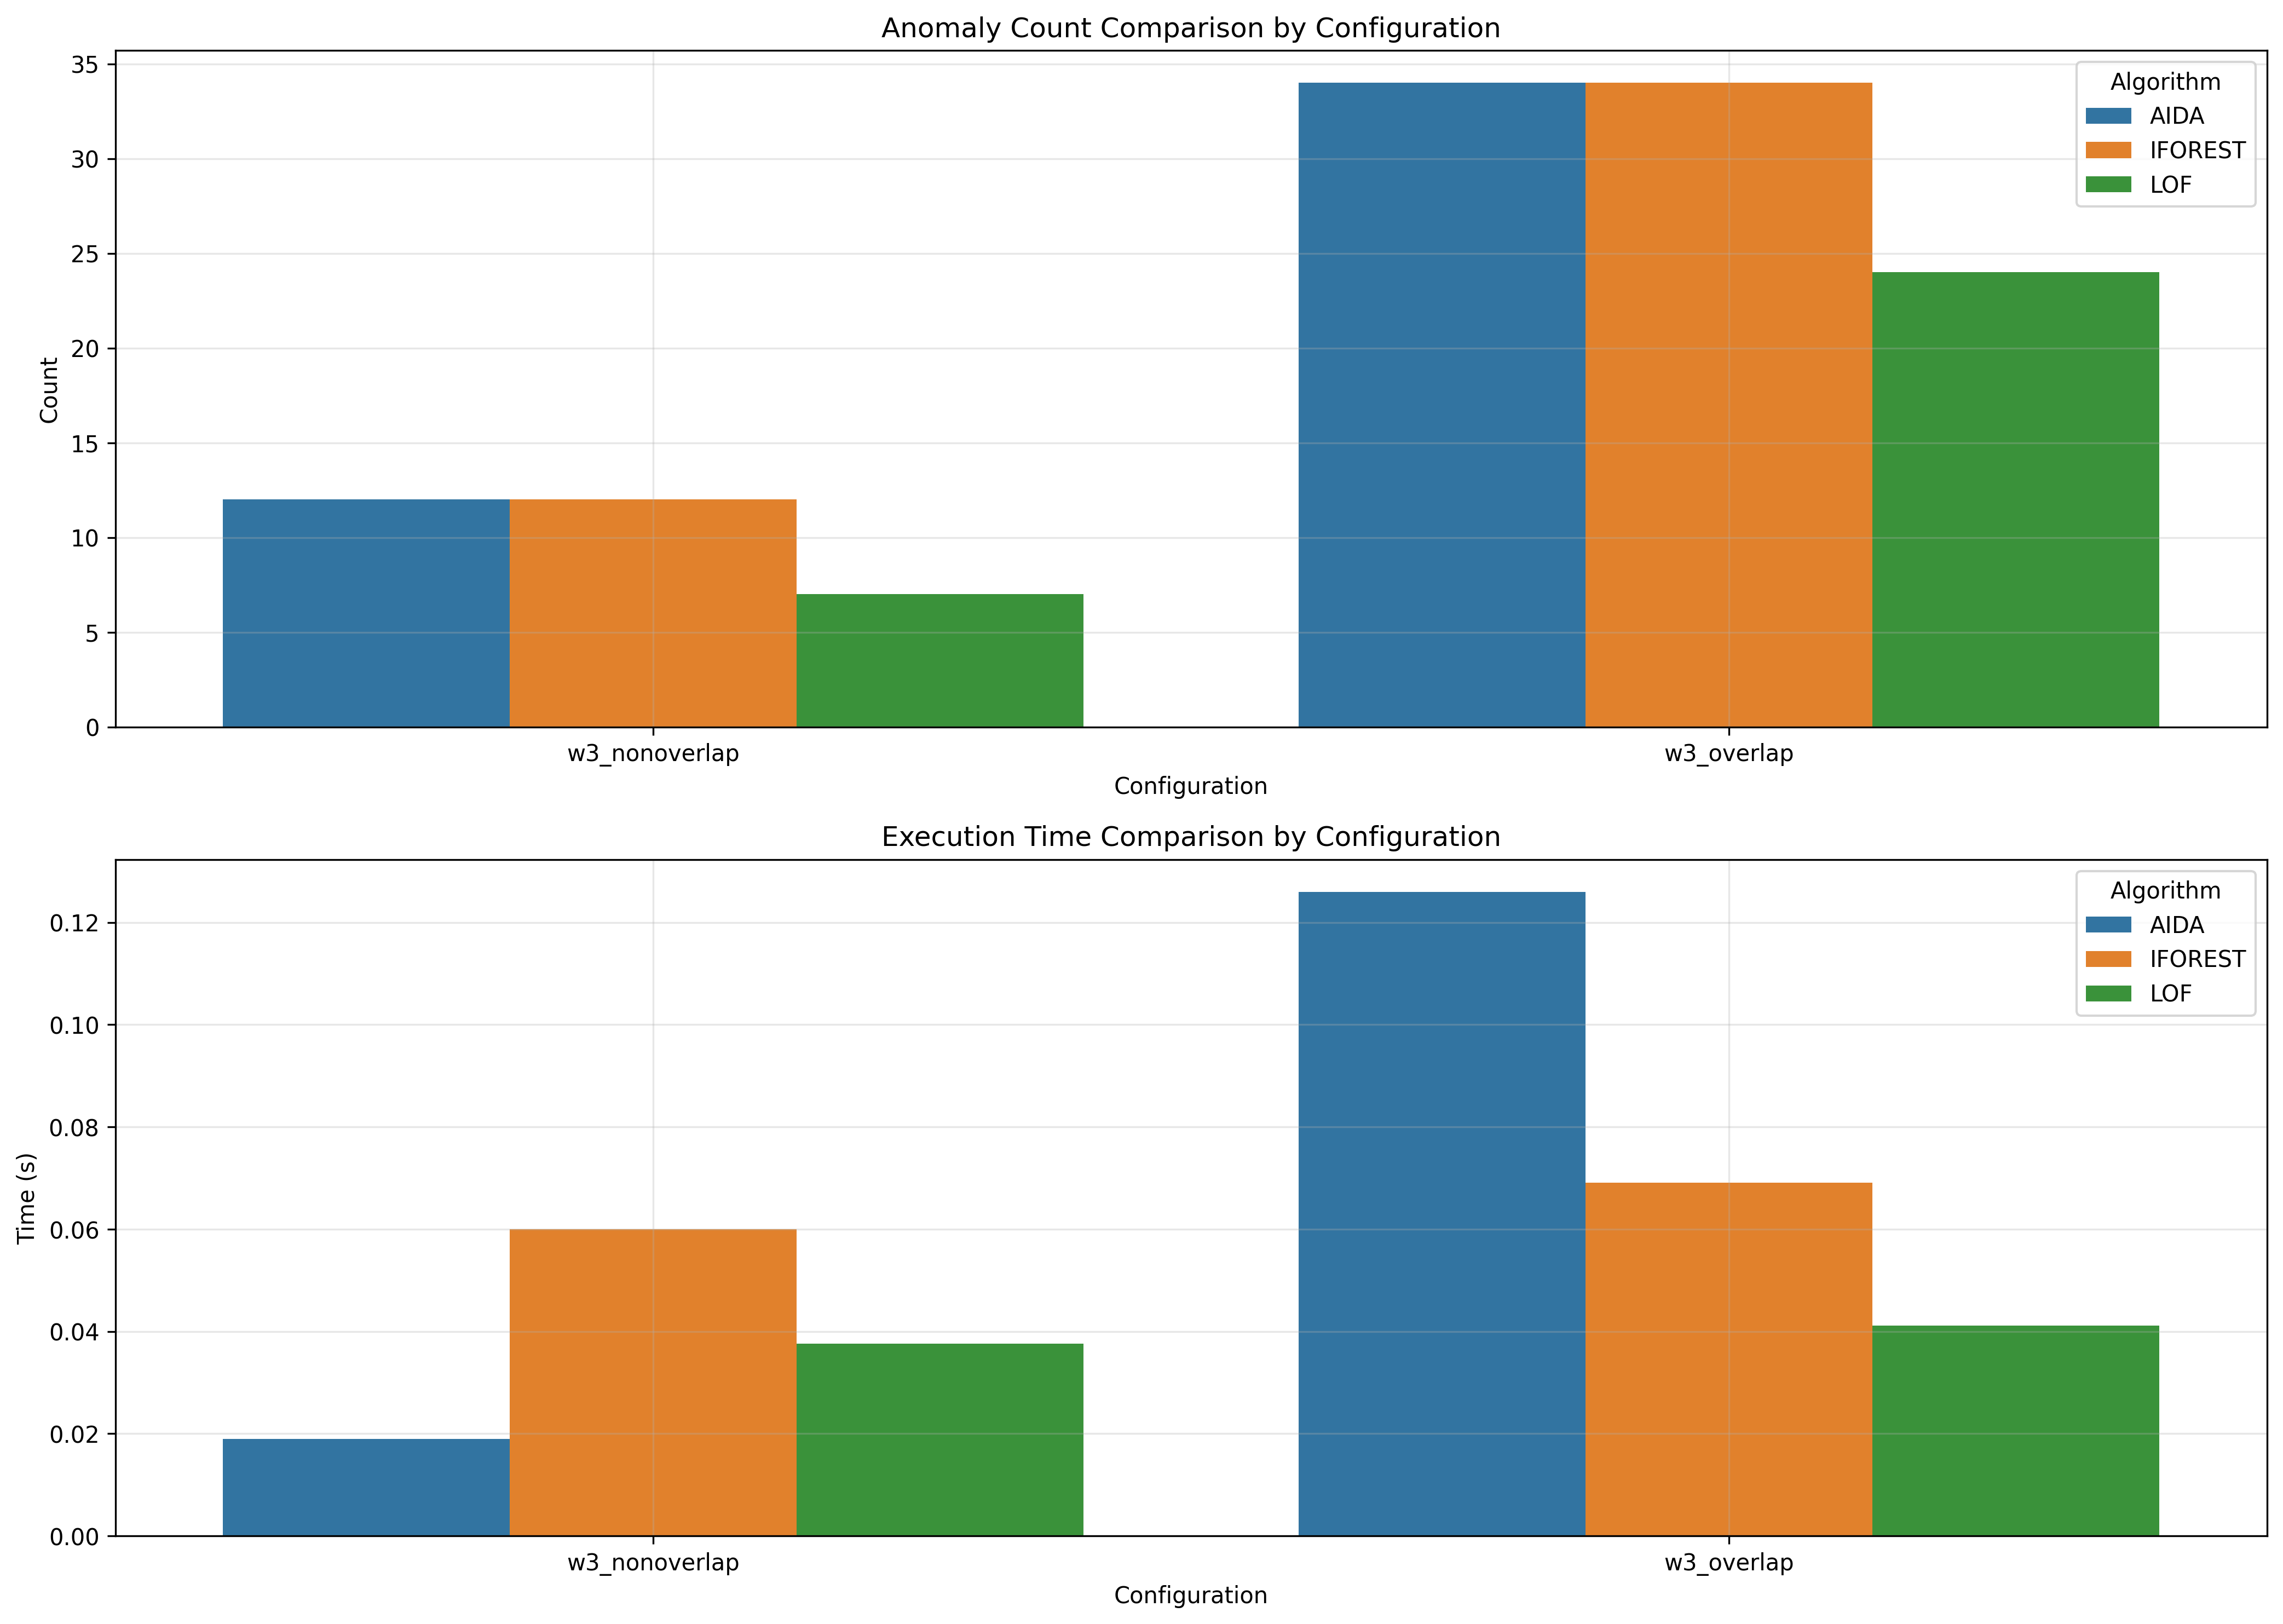 Anomaly Count Comparison by Configuration
35
30
25
20
15
10
5
0
Count
Algorithm
AIDA
IFOREST
LOF
w3_nonoverlap
w3_overlap
Configuration
Execution Time Comparison by Configuration
0.12
0.10
0.08
0.06
0.04
0.02
0.00
Time (s)
Algorithm
AIDA
IFOREST
LOF
w3_nonoverlap
w3_overlap
Configuration